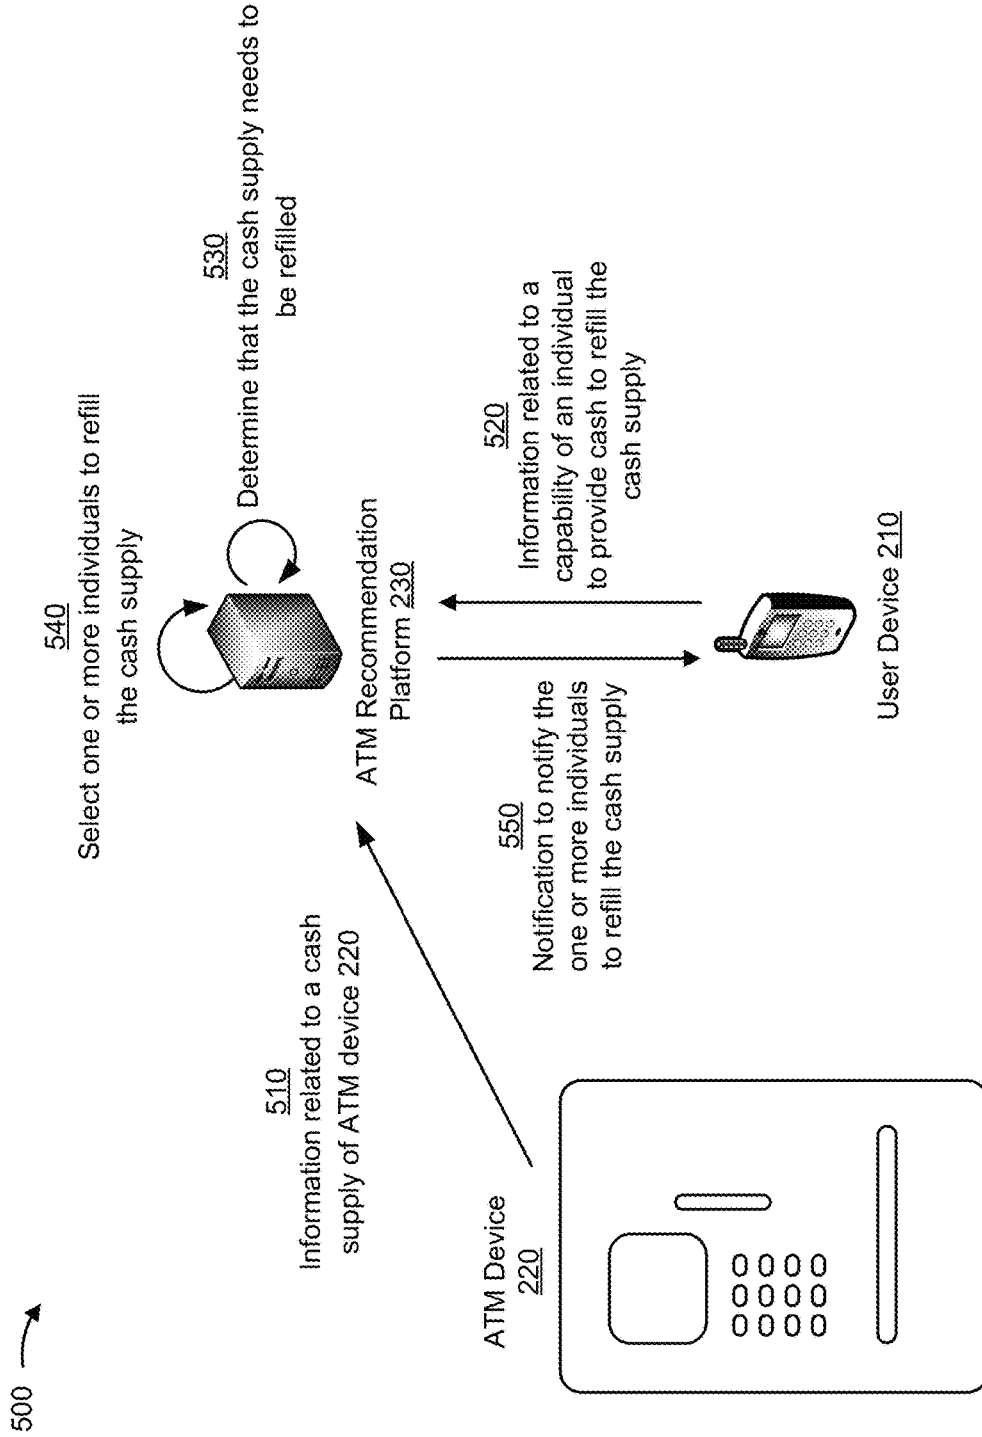 500
540
Select one or more individuals to refill
the cash supply
530
Determine that the cash supply needs to
be refilled
510
Information related to a cash
supply of ATM device 220
ATM Recommendation
Platform 230
550
Notification to notify the
one or more individuals
to refill the cash supply
520
Information related to a
capability of an individual
to provide cash to refill the
cash supply
ATM Device
220
User Device 210